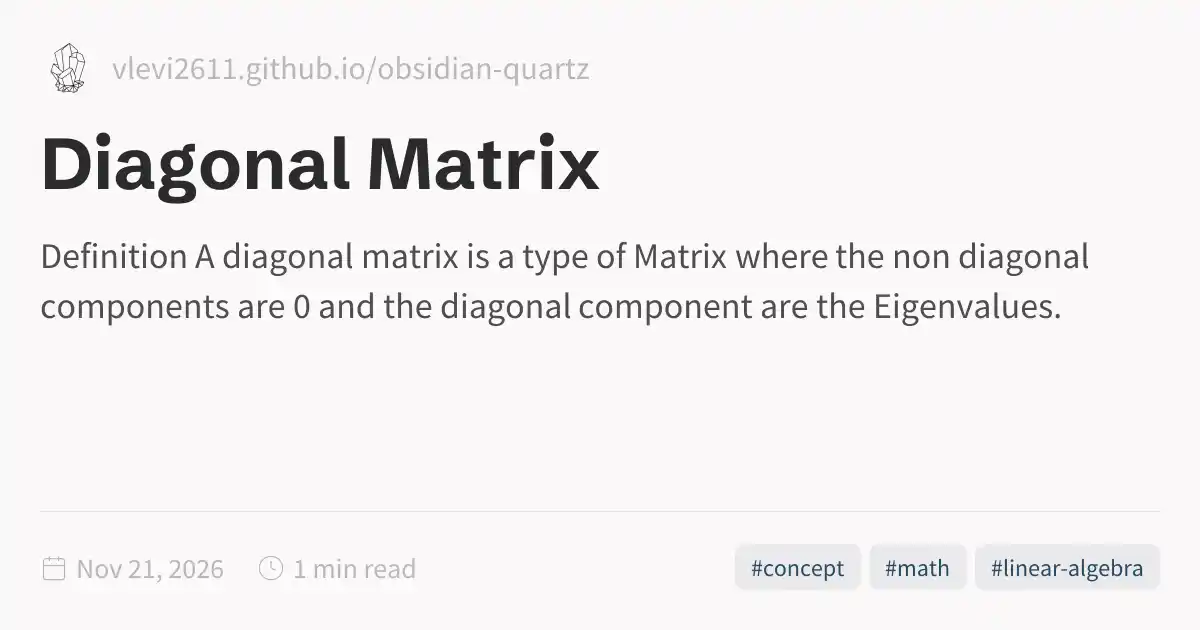 vlevi2611.github.io/obsidian-quartz
Diagonal Matrix
Definition A diagonal matrix is a type of Matrix where the non diagonal
components are 0 and the diagonal component are the Eigenvalues.
Nov 21, 2026 1 min read #concept #math #linear-algebra